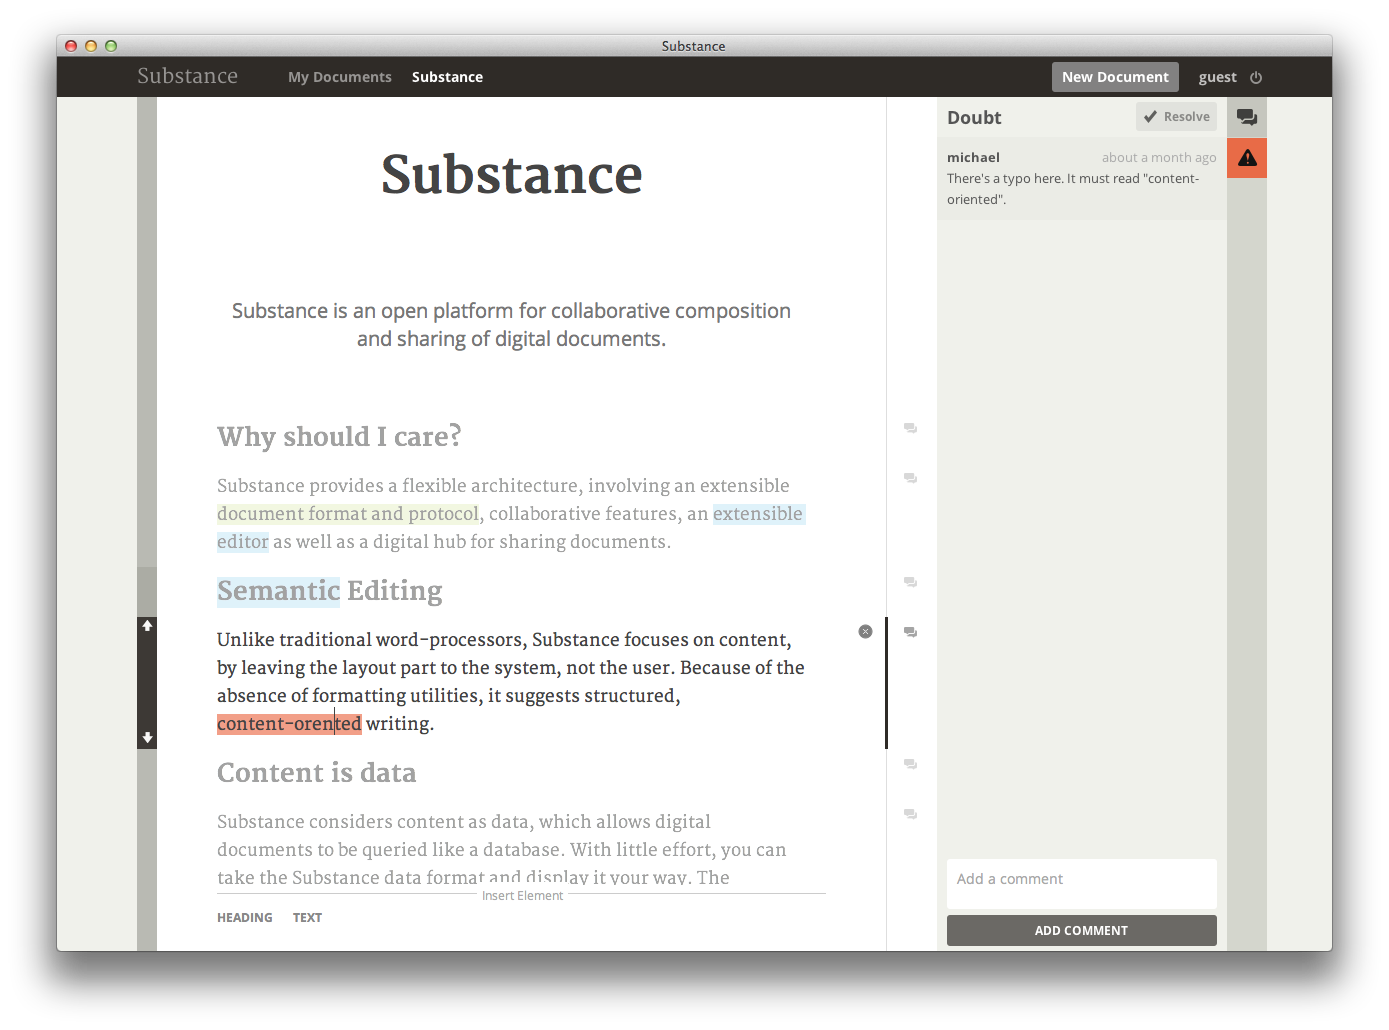 Substance
Substance
My Documents
Substance
New Document
guest
Substance
Substance is an open platform for collaborative composition
and sharing of digital documents.
Why should I care?
Substance provides a flexible architecture, involving an extensible
document format and protocol, collaborative features, an extensible
editor as well as a digital hub for sharing documents.
Semantic Editing
Unlike traditional word-processors, Substance focuses on content,
by leaving the layout part to the system, not the user. Because of the
absence of formatting utilities, it suggests structured,
content-orented writing.
Content is data
Substance considers content as data, which allows digital
documents to be queried like a database. With little effort, you can
take the Substance data format and display it your way. The
Insert Element
HEADING
TEXT
Doubt
Resolve
michael
about a month ago
There's a typo here. It must read "content-
oriented".
Add a comment
ADD COMMENT